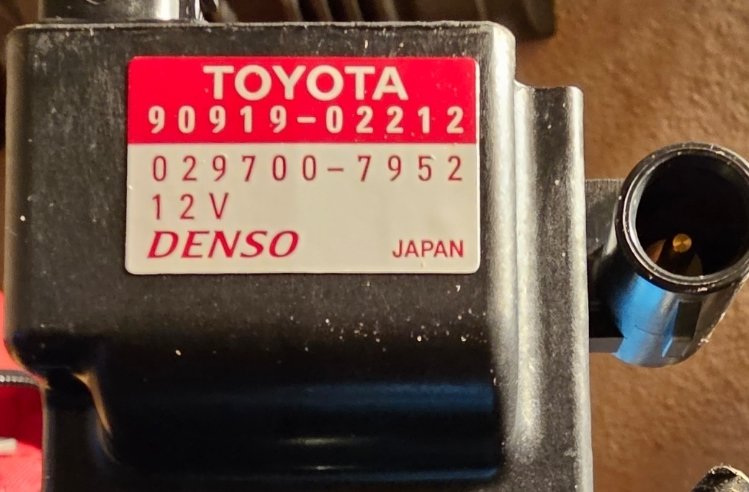 TOYOTA
90919-02212
029700-7952
12V
DENSO JAPAN